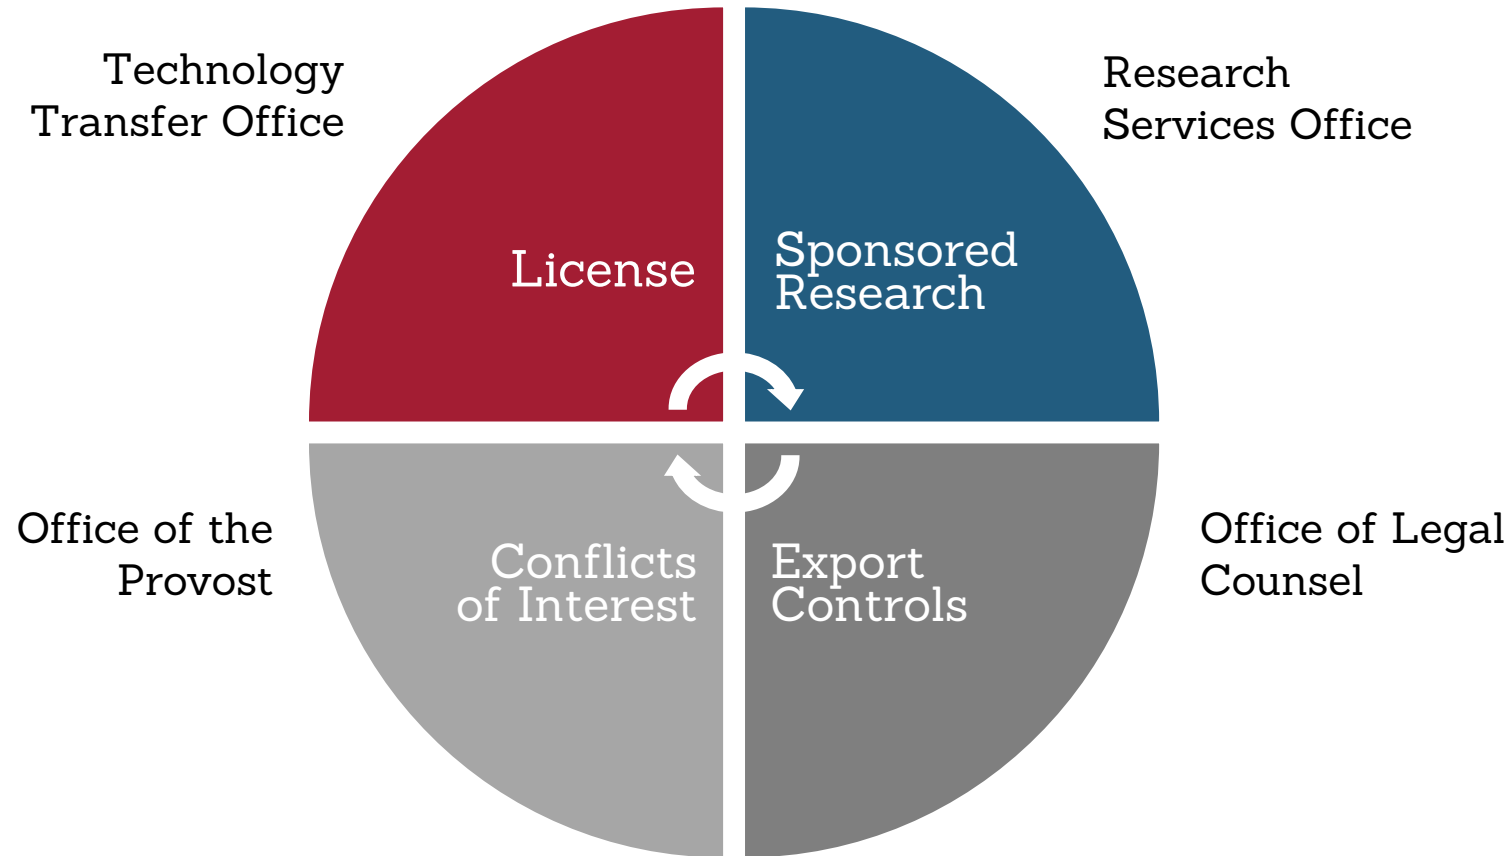 Technology
Transfer Office
Research
Services Office
License
Sponsored
Research
Office of the
Provost
Conflicts
of Interest
Export
Controls
Office of Legal
Counsel